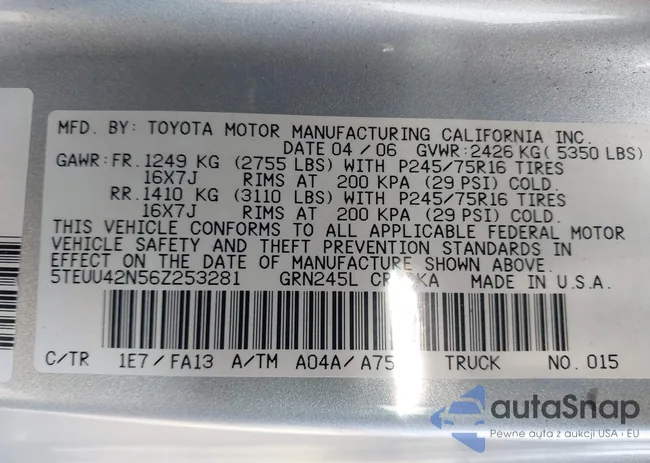 MFD. BY: TOYOTA MOTOR MANUFACTURING CALIFORNIA INC.
DATE 04 / 06 GVWR: 2426 KG ( 5350 LBS)
GAWR: FR. 1249 KG (2755 LBS) WITH P245/75R16 TIRES
16X7J RIMS AT 200 KPA (29 PSI) COLD.
RR. 1410 KG (3110 LBS) WITH P245/75R16 TIRES
16X7J RIMS AT 200 KPA (29 PSI) COLD.
THIS VEHICLE CONFORMS TO ALL APPLICABLE FEDERAL MOTOR
VEHICLE SAFETY AND THEFT PREVENTION STANDARDS IN
EFFECT ON THE DATE OF MANUFACTURE SHOWN ABOVE.
5TEUU42N56Z253281 GRN245L MADE IN U.S.A.
C/TR 1E7/FA13 A/TM A04A/A75 TRUCK NO. 015
autaSnap
Pewne auta z aukcji USA i EU